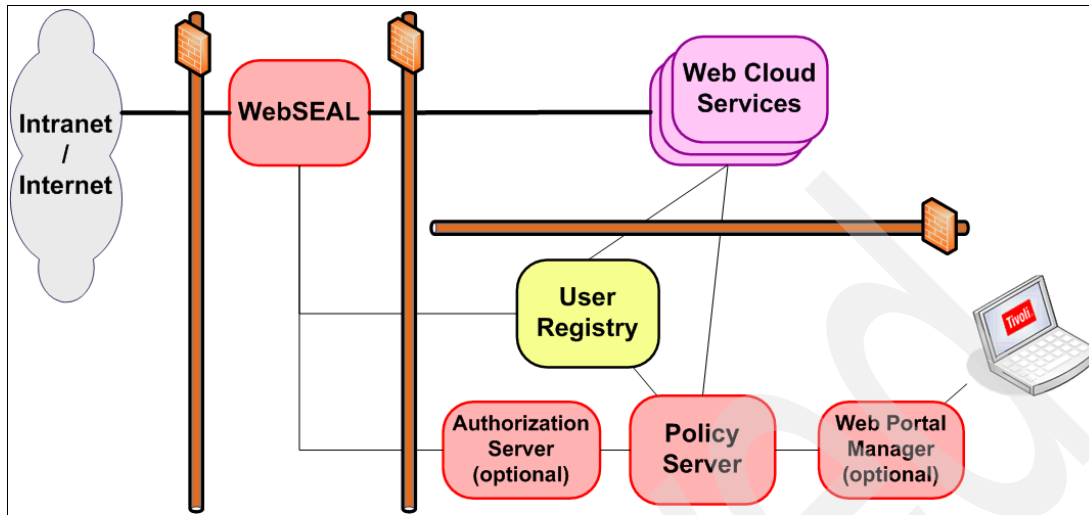 Intranet
/
Internet
WebSEAL
Web Cloud
Services
User
Registry
Authorization
Server
(optional)
Policy
Server
Web Portal
Manager
(optional)
Tivoli